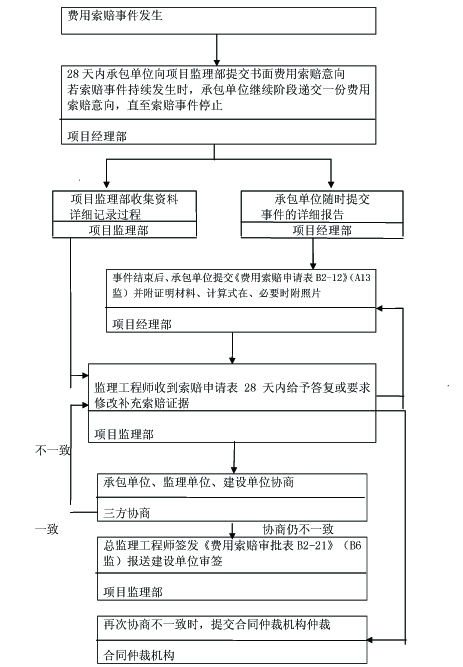 费用索赔事件发生
28 天内承包单位向项目监理部提交书面费用索赔意向
若索赔事件持续发生时，承包单位继续阶段递交一份费用
索赔意向，直至索赔事件停止
项目经理部
项目监理部收集资料
详细记录过程
项目监理部
承包单位随时提交
事件的详细报告
项目经理部
事件结束后、承包单位提交《费用索赔申请表B2-12》（A13
监）并附证明材料、计算式在、必要时附照片
项目经理部
监理工程师收到索赔申请表 28 天内给予答复或要求
修改补充索赔证据
项目监理部
不一致
承包单位、监理单位、建设单位协商
三方协商
一致
协商仍不一致
总监理工程师签发《费用索赔审批表B2-21》（B6
监）报送建设单位审签
项目监理部
再次协商不一致时，提交合同仲裁机构仲裁
合同仲裁机构